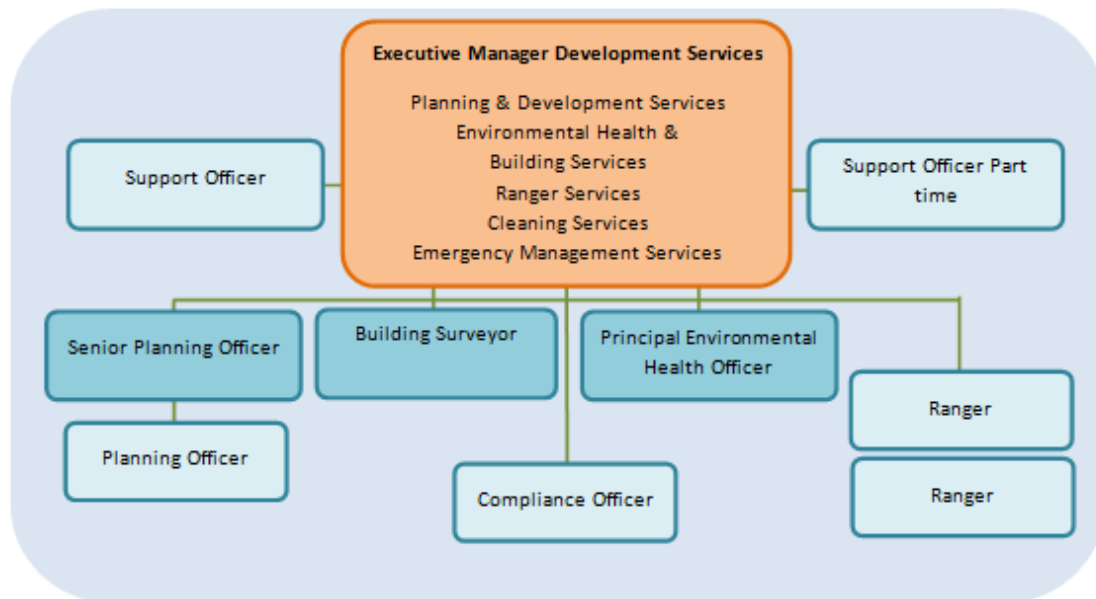 Executive Manager Development Services
Planning & Development Services
Environmental Health &
Building Services
Ranger Services
Cleaning Services
Emergency Management Services
Support Officer
Support Officer Part
time
Senior Planning Officer
Building Surveyor
Principal Environmental
Health Officer
Ranger
Planning Officer
Compliance Officer
Ranger